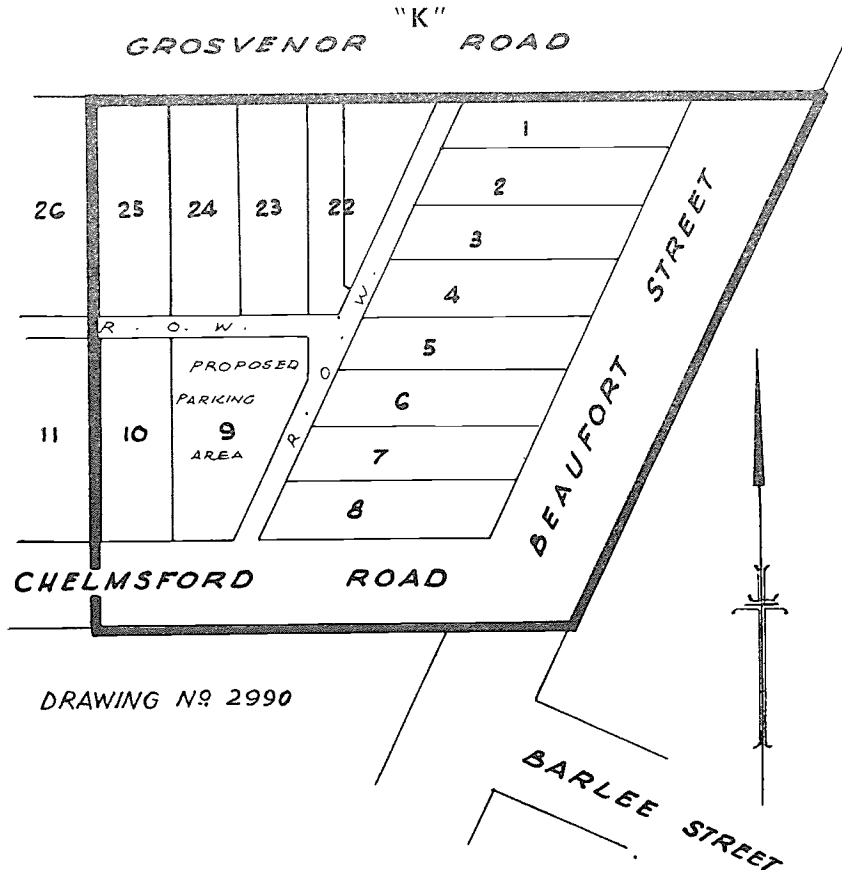 "K"
GROSVENOR ROAD
1
2
3
4
5
6
7
8
26 25 24 23 22
R. O. W.
R. O. W.
PROPOSED
PARKING
11 10 9
AREA
BEAUFORT STREET
CHELMSFORD ROAD
DRAWING Nº 2990
BARLEE STREET